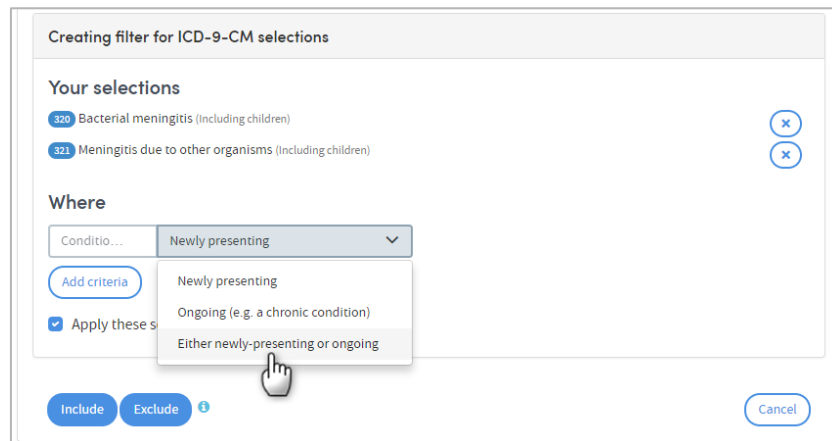 Creating filter for ICD-9-CM selections
Your selections
320 Bacterial meningitis (Including children)
321 Meningitis due to other organisms (Including children)
Where
Conditio... Newly presenting
Add criteria
Newly presenting
Ongoing (e.g. a chronic condition)
Apply these s
Either newly-presenting or ongoing
Include Exclude Cancel